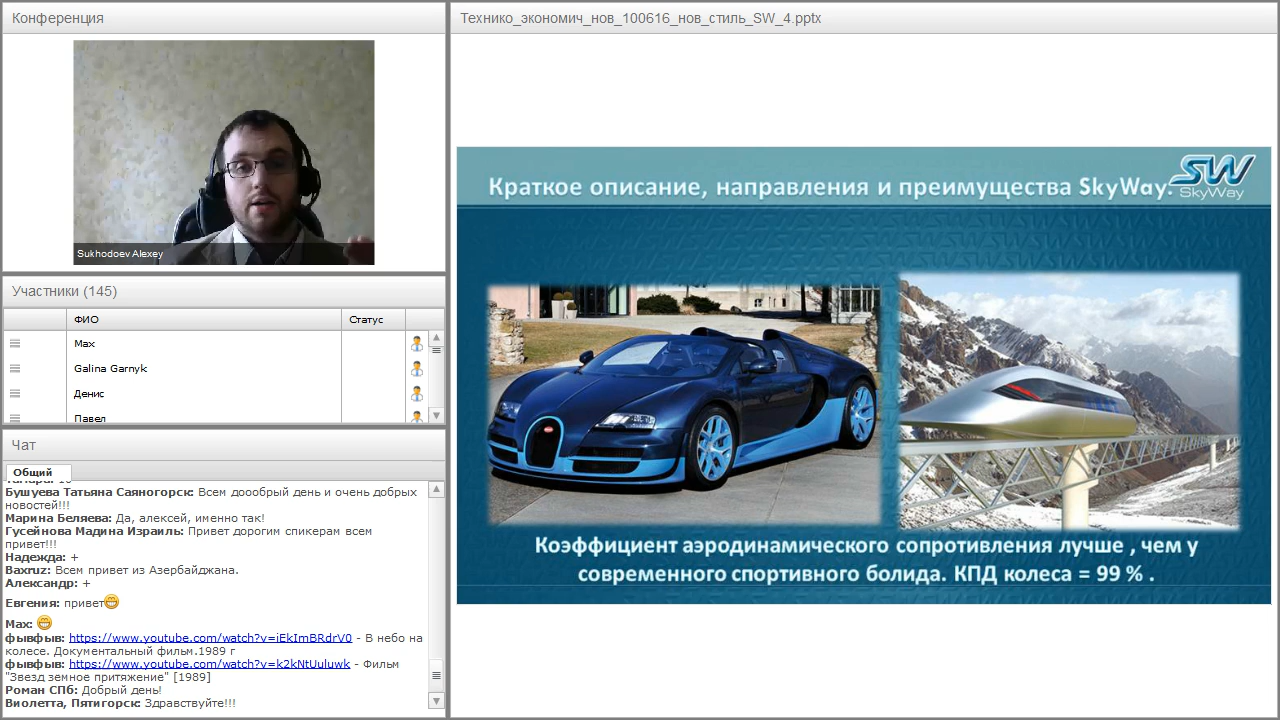 Конференция
Sukhodoev Alexey
Участники (145)
ФИО
Статус
Max
Galina Garnyk
Денис
Павел
Чат
Общий
Бушуева Татьяна Саяногорск: Всем дообрый день и очень добрых
новостей!!!
Марина Беляева: Да, алексей, именно так!
Гусейнова Мадина Израиль: Привет дорогим спикерам всем
привет!!!
Надежда: +
Baxruz: Всем привет из Азербайджана.
Александр: +
Евгения: привет
Max:
фывфыв: https://www.youtube.com/watch?v=iEkImBRdrV0 - В небо на
колесе. Документальный фильм.1989 г
фывфыв: https://www.youtube.com/watch?v=k2kNtUuluwk - Фильм
"Звезд земное притяжение" [1989]
Роман СПб: Добрый день!
Виолетта, Пятигорск: Здравствуйте!!!
Технико_экономич_нов_100616_нов_стиль_SW_4.pptx
Краткое описание, направления и преимущества SkyWay.
SW
SkyWay
Коэффициент аэродинамического сопротивления лучше , чем у
современного спортивного болида. КПД колеса = 99 % .